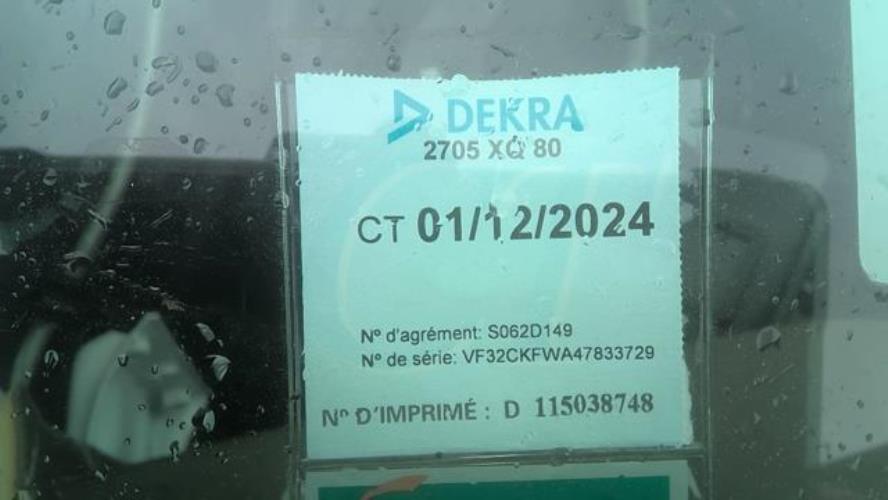 DEKRA
2705 XQ 80
CT 01/12/2024
N° d'agrément: S062D149
N° de série: VF32CKFWA47833729
N° D'IMPRIMÉ : D 115038748